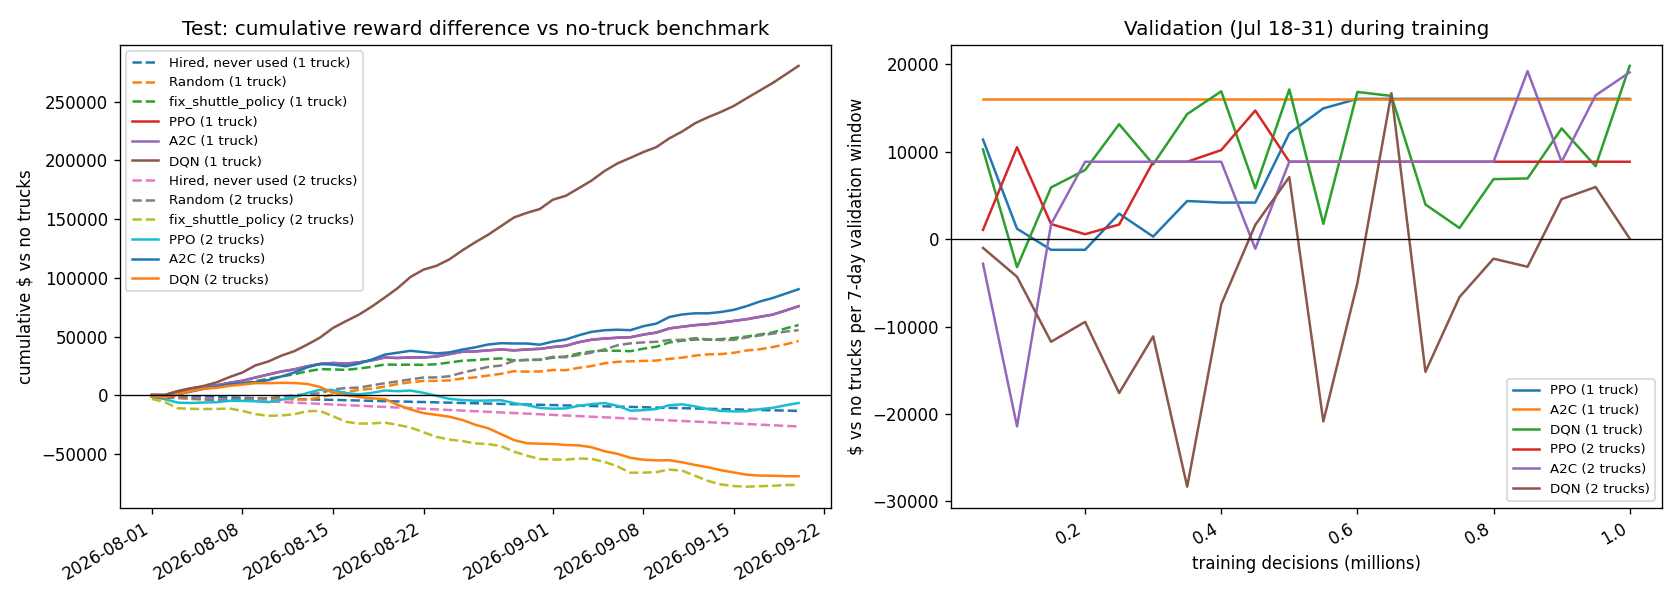 Test: cumulative reward difference vs no-truck benchmark
cumulative $ vs no trucks
250000
200000
150000
100000
50000
0
−50000
Hired, never used (1 truck)
Random (1 truck)
fix_shuttle_policy (1 truck)
PPO (1 truck)
A2C (1 truck)
DQN (1 truck)
Hired, never used (2 trucks)
Random (2 trucks)
fix_shuttle_policy (2 trucks)
PPO (2 trucks)
A2C (2 trucks)
DQN (2 trucks)
2026-08-01
2026-08-08
2026-08-15
2026-08-22
2026-09-01
2026-09-08
2026-09-15
2026-09-22
Validation (Jul 18-31) during training
$ vs no trucks per 7-day validation window
20000
10000
0
−10000
−20000
−30000
PPO (1 truck)
A2C (1 truck)
DQN (1 truck)
PPO (2 trucks)
A2C (2 trucks)
DQN (2 trucks)
0.2
0.4
0.6
0.8
1.0
training decisions (millions)